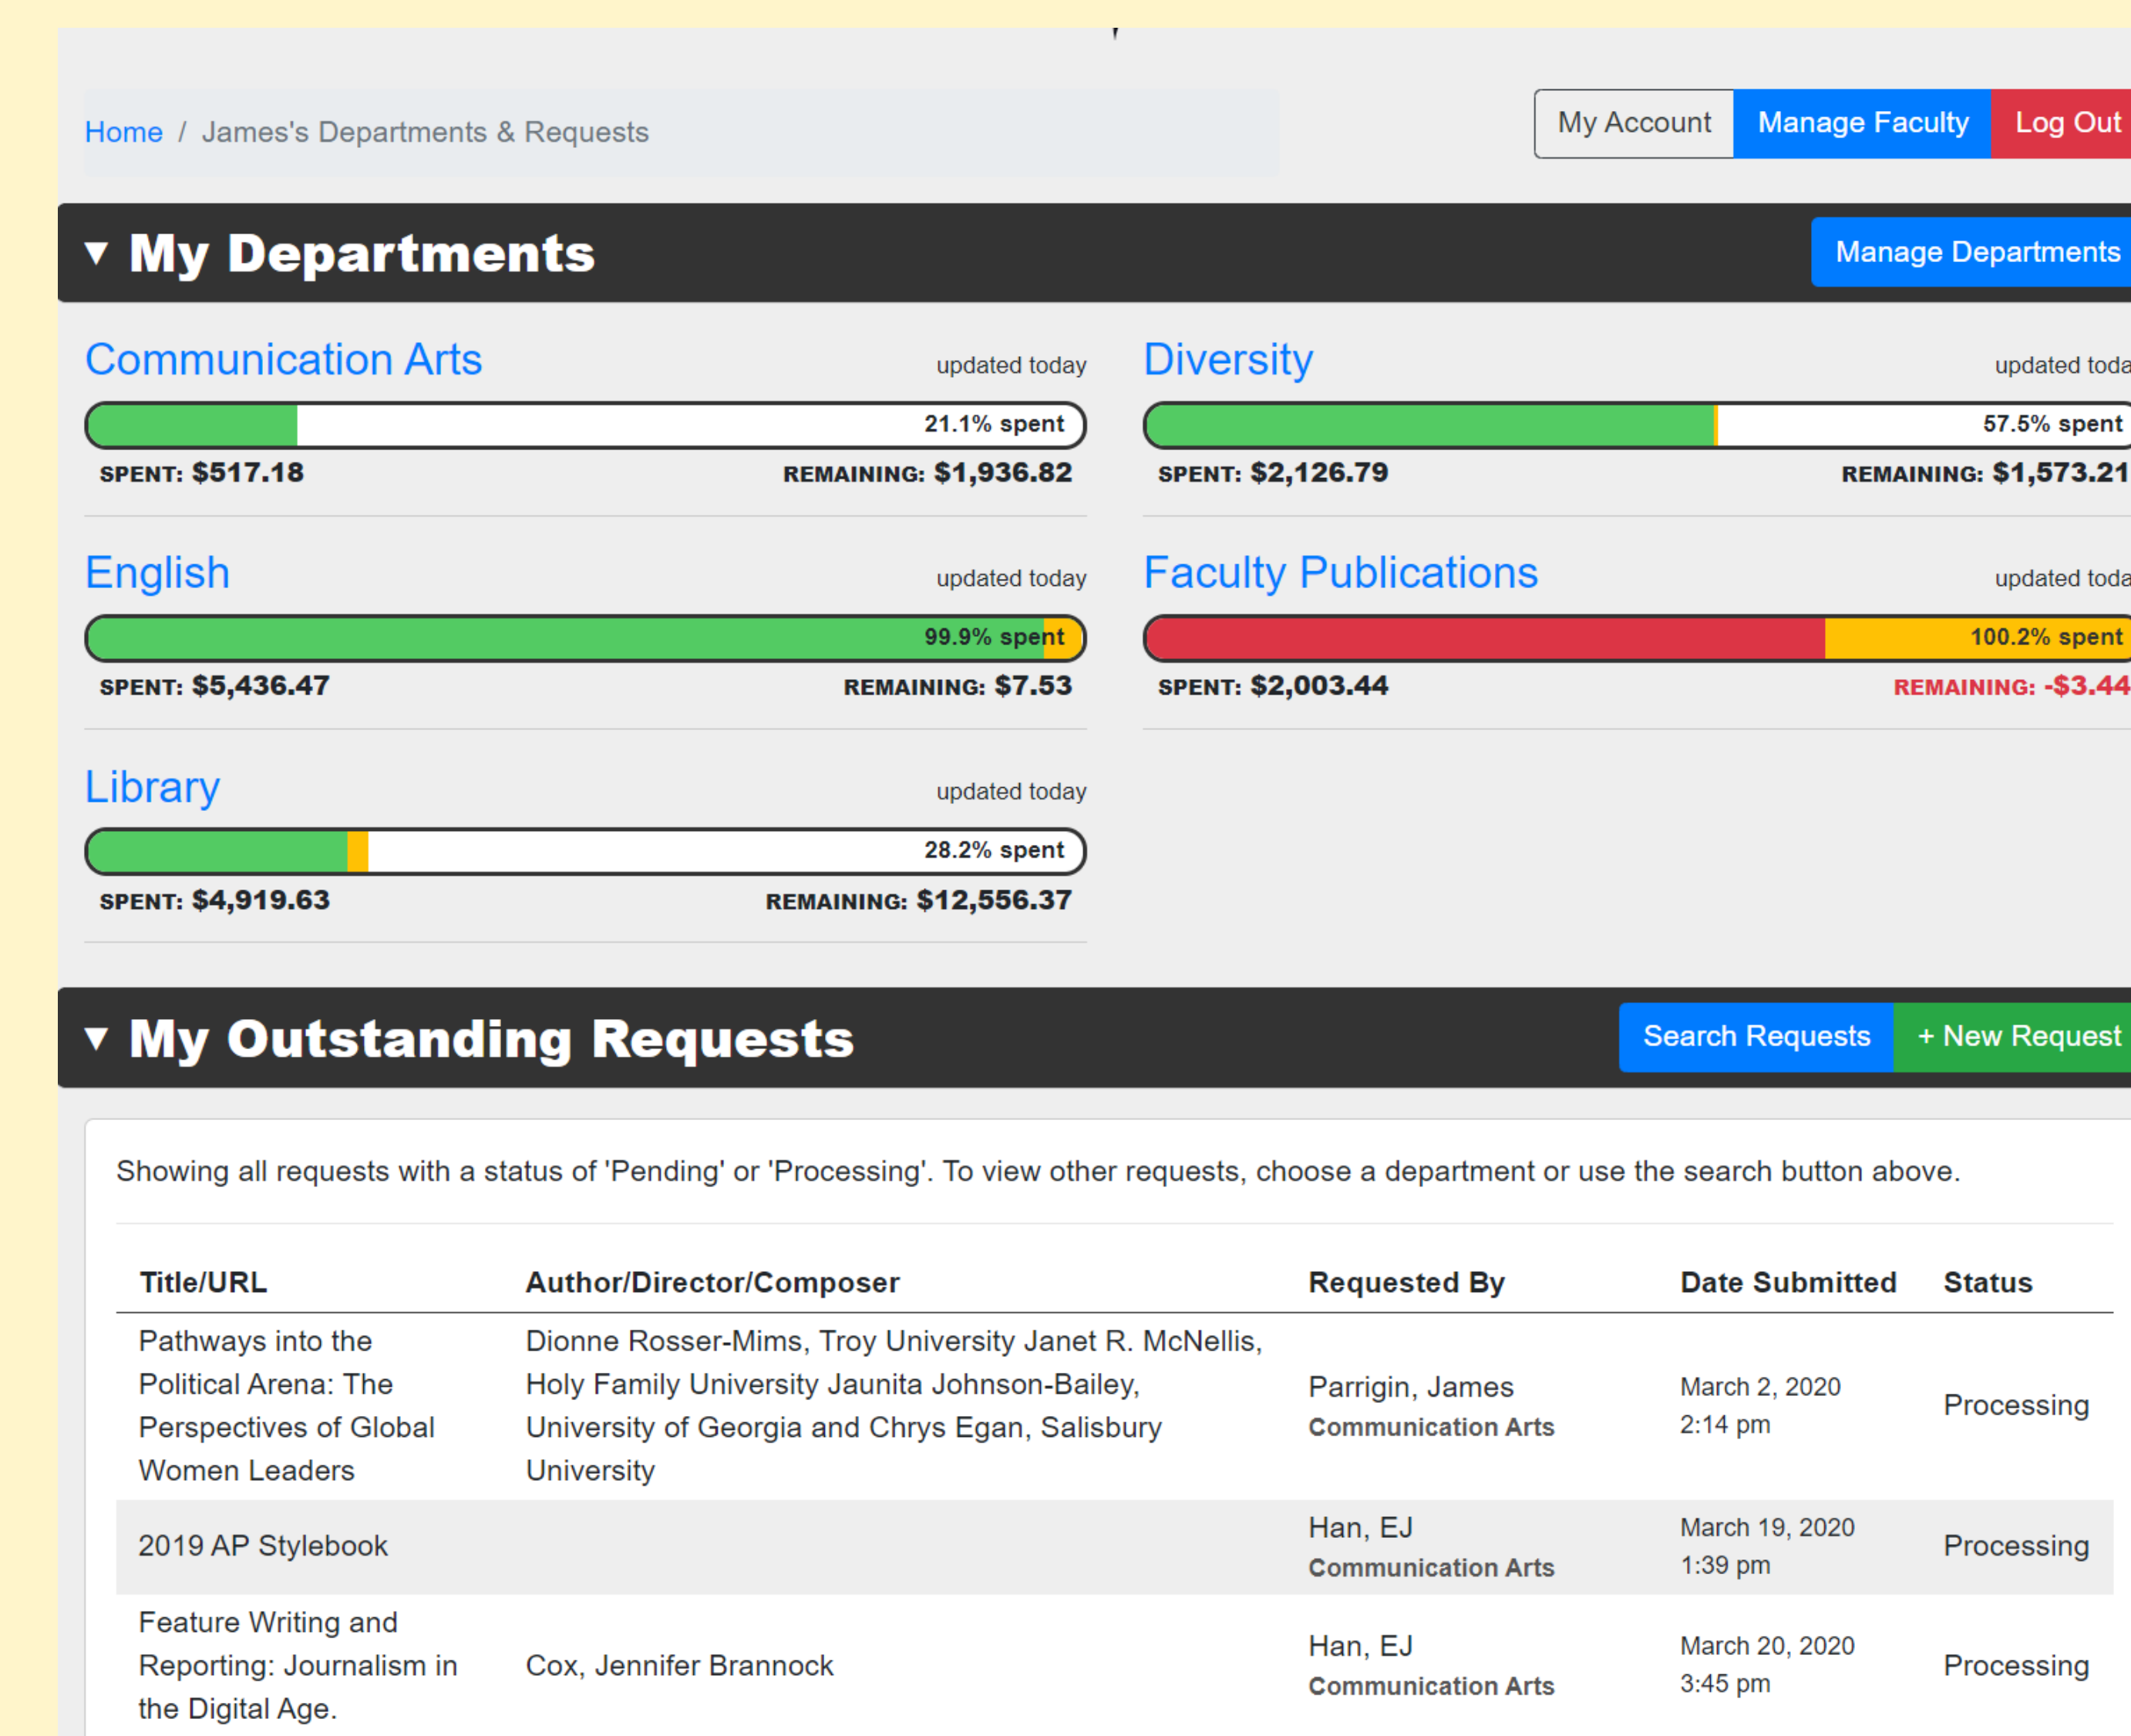 Home / James's Departments & Requests
My Account Manage Faculty Log Out
▼ My Departments
Manage Departments
Communication Arts updated today
21.1% spent
SPENT: $517.18 REMAINING: $1,936.82
Diversity updated toda
57.5% spent
SPENT: $2,126.79 REMAINING: $1,573.21
English updated today
99.9% spent
SPENT: $5,436.47 REMAINING: $7.53
Faculty Publications updated toda
100.2% spent
SPENT: $2,003.44 REMAINING: -$3.44
Library updated today
28.2% spent
SPENT: $4,919.63 REMAINING: $12,556.37
▼ My Outstanding Requests
Search Requests + New Request
Showing all requests with a status of 'Pending' or 'Processing'. To view other requests, choose a department or use the search button above.
Title/URL Author/Director/Composer Requested By Date Submitted Status
Pathways into the
Political Arena: The
Perspectives of Global
Women Leaders
Dionne Rosser-Mims, Troy University Janet R. McNellis,
Holy Family University Jaunita Johnson-Bailey,
University of Georgia and Chrys Egan, Salisbury
University
Parrigin, James
Communication Arts
March 2, 2020
2:14 pm
Processing
2019 AP Stylebook
Han, EJ
Communication Arts
March 19, 2020
1:39 pm
Processing
Feature Writing and
Reporting: Journalism in
the Digital Age.
Cox, Jennifer Brannock
Han, EJ
Communication Arts
March 20, 2020
3:45 pm
Processing